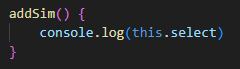 addSim() {
    console.log(this.select)
}